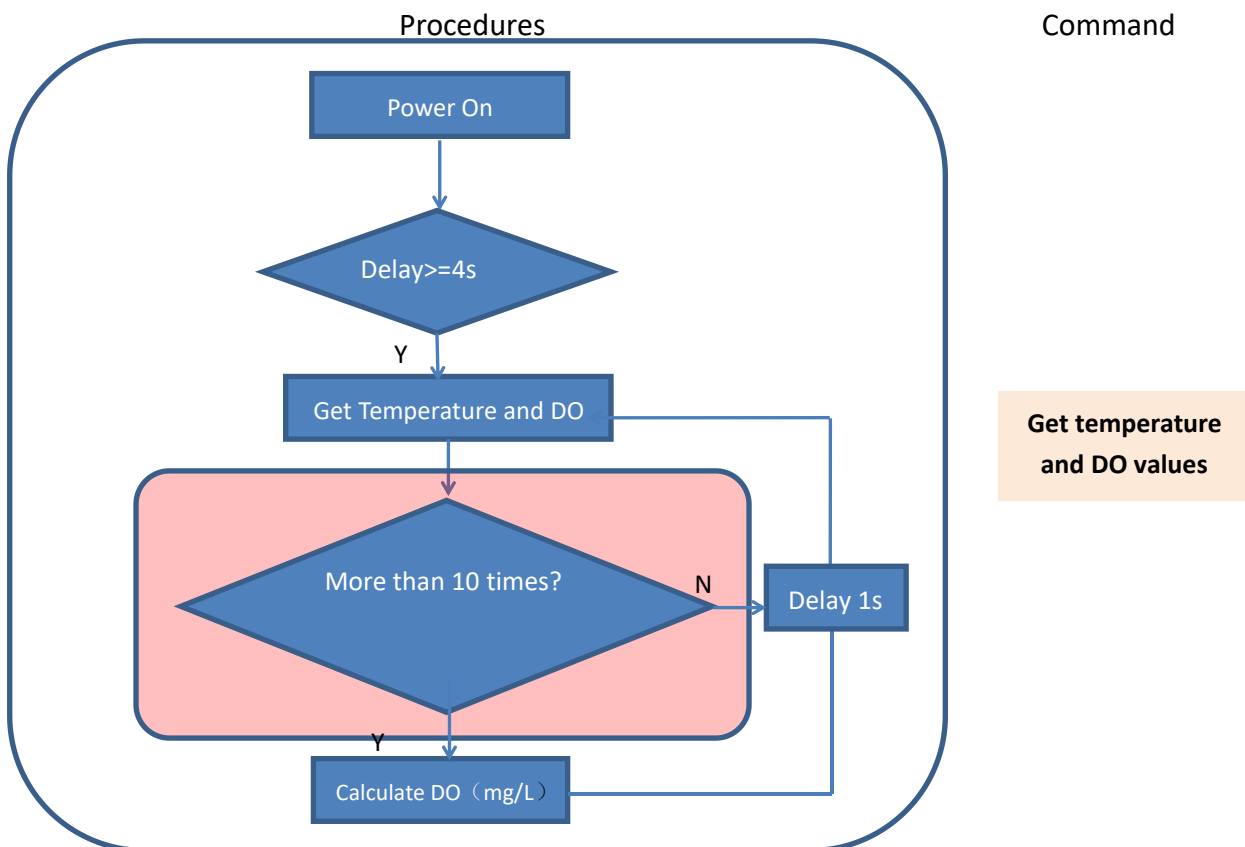 Procedures
Command
Power On
Delay>=4s
Y
Get Temperature and DO
Get temperature
and DO values
More than 10 times?
N
Delay 1s
Y
Calculate DO（mg/L）